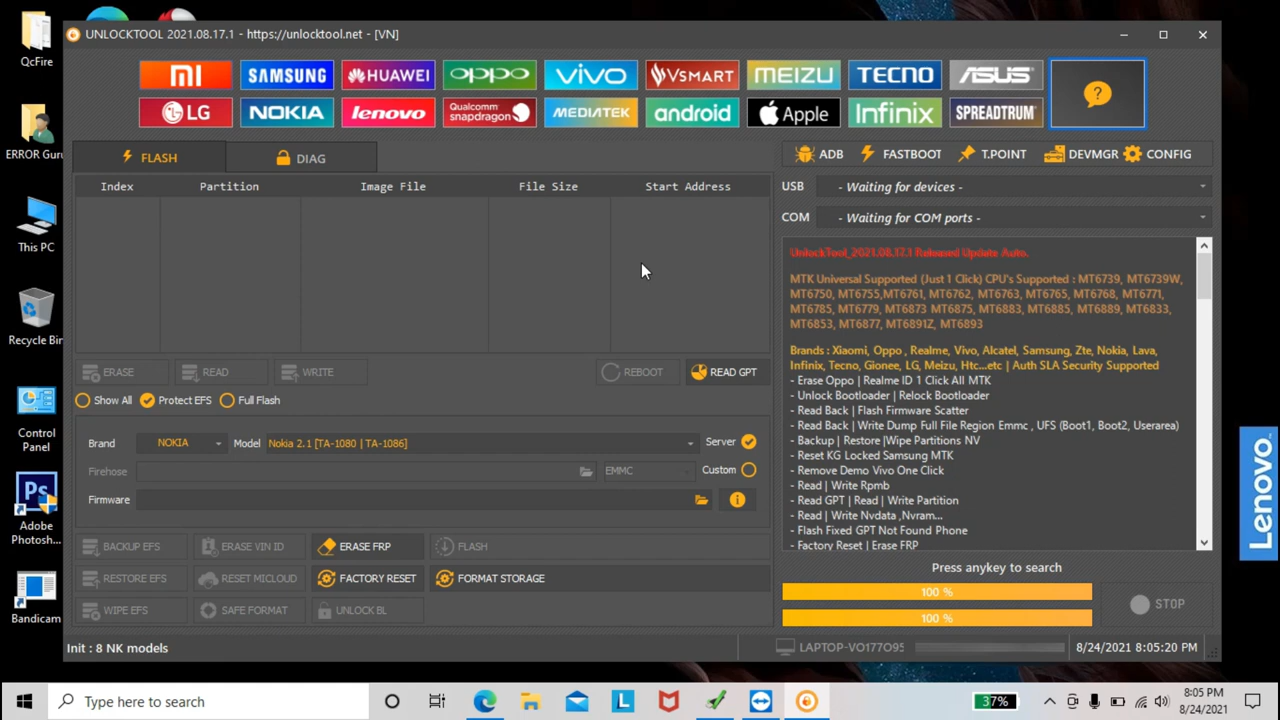 QcFire
ERROR Guru
This PC
Recycle Bin
Control
Panel
Ps
Adobe
Photosh...
Bandicam
UNLOCKTOOL 2021.08.17.1 - https://unlocktool.net - [VN]
MI SAMSUNG HUAWEI OPPO VIVO VSMART MEIZU TECNO ASUS ?
LG NOKIA lenovo Qualcomm snapdragon MEDIATEK android Apple Infinix SPREADTRUM
FLASH DIAG
ADB FASTBOOT T.POINT DEVMGR CONFIG
Index Partition Image File File Size Start Address
USB - Waiting for devices -
COM - Waiting for COM ports -
UnlockTool_2021.08.17.1 Released Update Auto.
MTK Universal Supported (Just 1 Click) CPU's Supported : MT6739, MT6739W,
MT6750, MT6755,MT6761, MT6762, MT6763, MT6765, MT6768, MT6771,
MT6785, MT6779, MT6873 MT6875, MT6883, MT6885, MT6889, MT6833,
MT6853, MT6877, MT6891Z, MT6893
Brands : Xiaomi, Oppo , Realme, Vivo, Alcatel, Samsung, Zte, Nokia, Lava,
Infinix, Tecno, Gionee, LG, Meizu, Htc...etc | Auth SLA Security Supported
- Erase Oppo | Realme ID 1 Click All MTK
- Unlock Bootloader | Relock Bootloader
- Read Back | Flash Firmware Scatter
- Read Back | Write Dump Full File Region Emmc , UFS (Boot1, Boot2, Userarea)
- Backup | Restore |Wipe Partitions NV
- Reset KG Locked Samsung MTK
- Remove Demo Vivo One Click
- Read | Write Rpmb
- Read GPT | Read | Write Partition
- Read | Write Nvdata ,Nvram...
- Flash Fixed GPT Not Found Phone
- Factory Reset | Erase FRP
ERASE READ WRITE REBOOT READ GPT
Show All Protect EFS Full Flash
Brand NOKIA Model Nokia 2.1 [TA-1080 | TA-1086] Server
Firehose EMMC Custom
Firmware
BACKUP EFS ERASE VIN ID ERASE FRP FLASH
RESTORE EFS RESET MICLOUD FACTORY RESET FORMAT STORAGE
WIPE EFS SAFE FORMAT UNLOCK BL
Press anykey to search
100 %
100 %
STOP
Init : 8 NK models
LAPTOP-VO177O95
8/24/2021 8:05:20 PM
Lenovo
Type here to search
L
37%
8:05 PM
8/24/2021